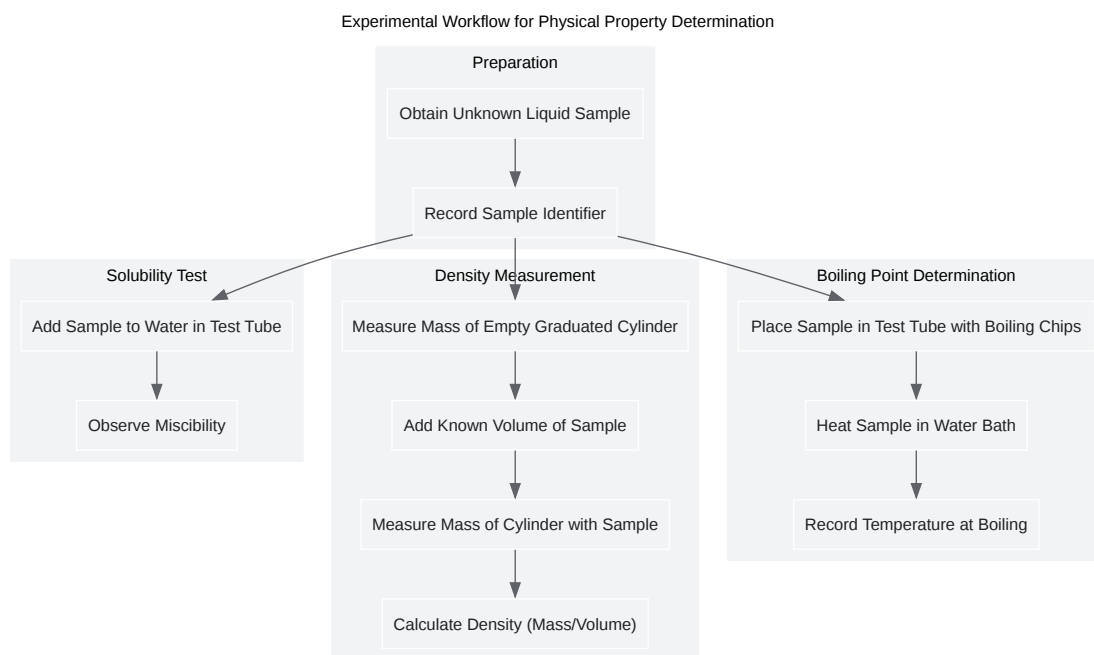 Experimental Workflow for Physical Property Determination
Preparation
Obtain Unknown Liquid Sample
Record Sample Identifier
Solubility Test
Add Sample to Water in Test Tube
Observe Miscibility
Density Measurement
Measure Mass of Empty Graduated Cylinder
Add Known Volume of Sample
Measure Mass of Cylinder with Sample
Calculate Density (Mass/Volume)
Boiling Point Determination
Place Sample in Test Tube with Boiling Chips
Heat Sample in Water Bath
Record Temperature at Boiling